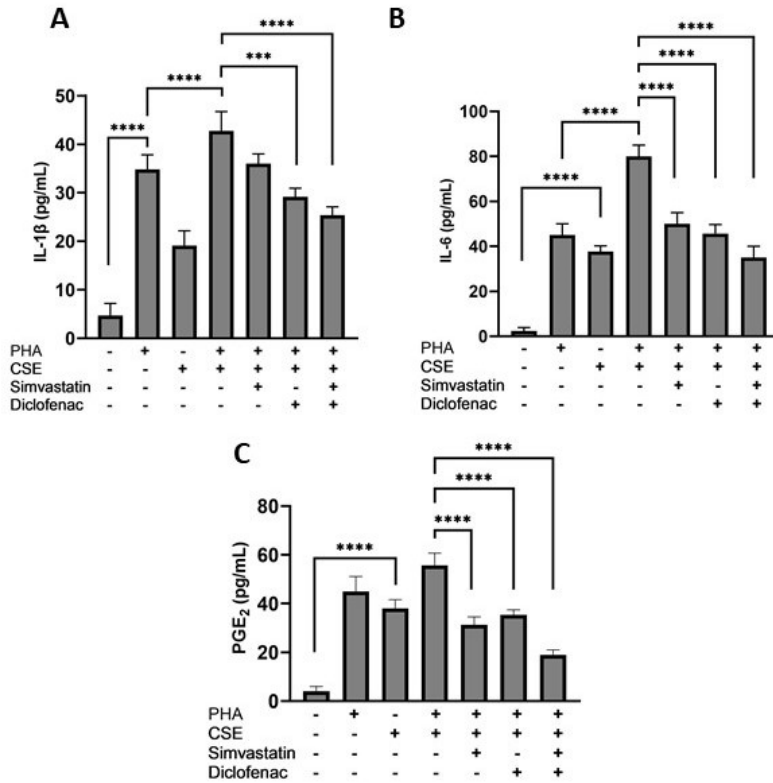 A
****
****
***
****
50
40
30
20
10
0
IL-1β (pg/mL)
PHA - + - + + + +
CSE - - + + + + +
Simvastatin - - - - + - +
Diclofenac - - - - - + +
B
****
****
****
****
****
100
80
60
40
20
0
IL-6 (pg/mL)
PHA - + - + + + +
CSE - - + + + + +
Simvastatin - - - - + - +
Diclofenac - - - - - + +
C
****
****
****
****
80
60
40
20
0
PGE₂ (pg/mL)
PHA - + - + + + +
CSE - - + + + + +
Simvastatin - - - - + - +
Diclofenac - - - - - + +